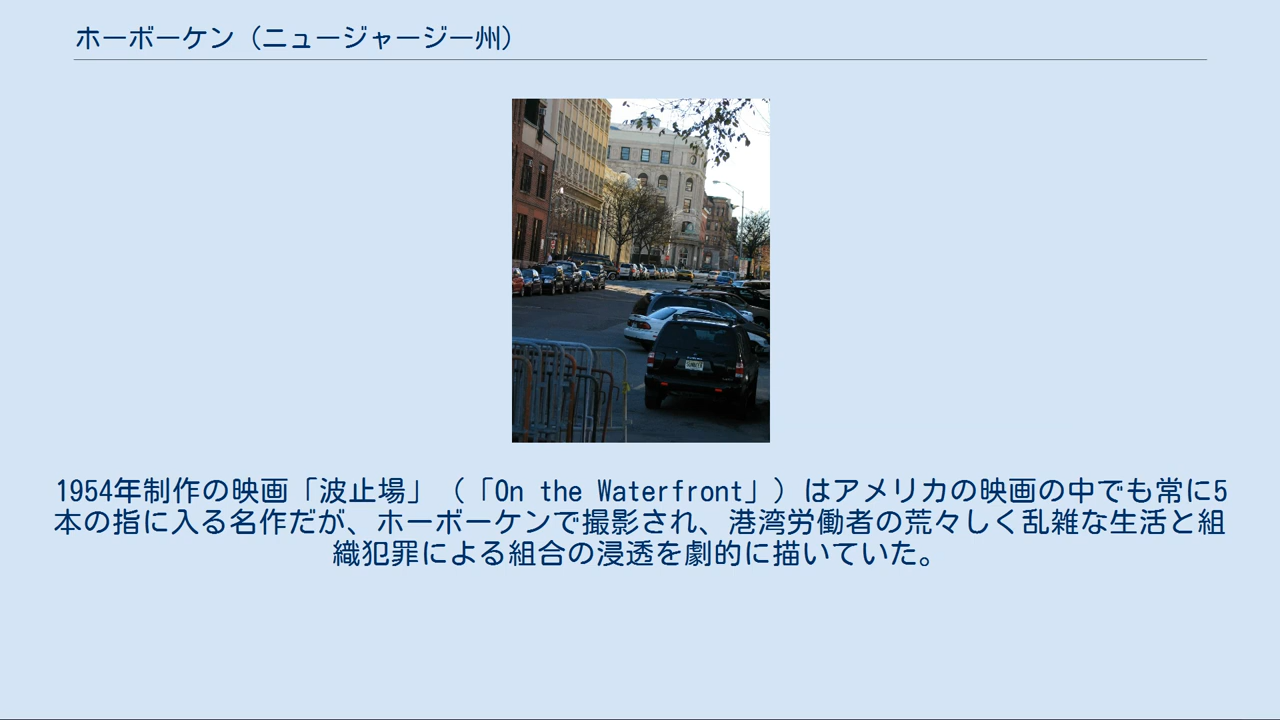 ホーボーケン（ニュージャージー州）
1954年制作の映画「波止場」（「On the Waterfront」）はアメリカの映画の中でも常に5
本の指に入る名作だが、ホーボーケンで撮影され、港湾労働者の荒々しく乱雑な生活と組
織犯罪による組合の浸透を劇的に描いていた。